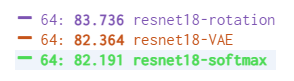 64: 83.736 resnet18-rotation
64: 82.364 resnet18-VAE
64: 82.191 resnet18-softmax